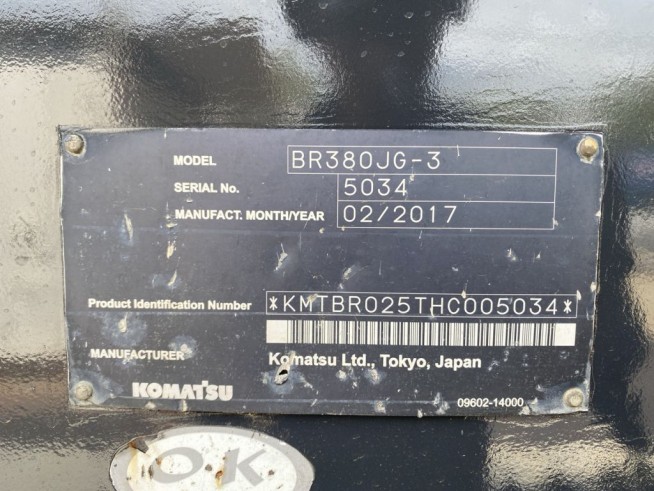 MODEL BR380JG-3
SERIAL No. 5034
MANUFACT. MONTH/YEAR 02/2017
Product Identification Number *KMTBR025THC005034*
MANUFACTURER Komatsu Ltd., Tokyo, Japan
KOMATSU 09602-14000
OK